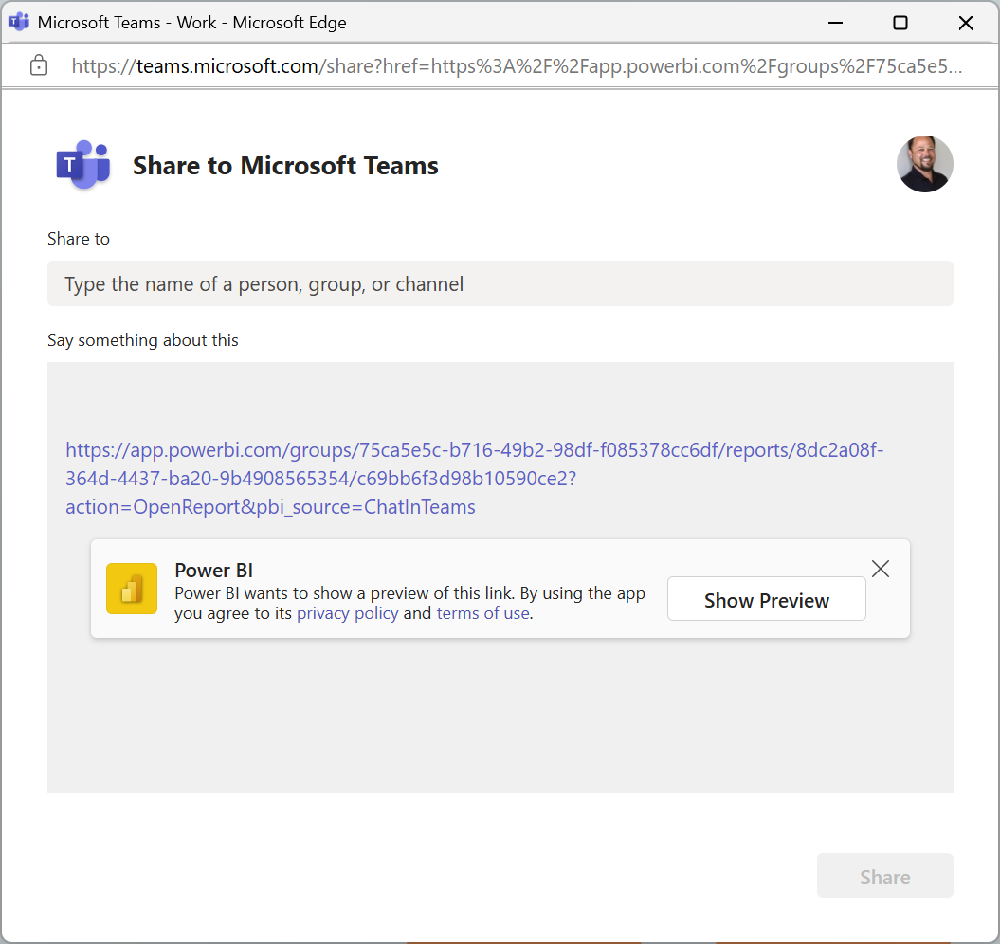 Microsoft Teams - Work - Microsoft Edge
https://teams.microsoft.com/share?href=https%3A%2F%2Fapp.powerbi.com%2Fgroups%2F75ca5e5...
T
Share to Microsoft Teams
Share to
Type the name of a person, group, or channel
Say something about this
https://app.powerbi.com/groups/75ca5e5c-b716-49b2-98df-f085378cc6df/reports/8dc2a08f-
364d-4437-ba20-9b4908565354/c69bb6f3d98b10590ce2?
action=OpenReport&pbi_source=ChatInTeams
Power BI
Power BI wants to show a preview of this link. By using the app
you agree to its privacy policy and terms of use.
Show Preview
Share